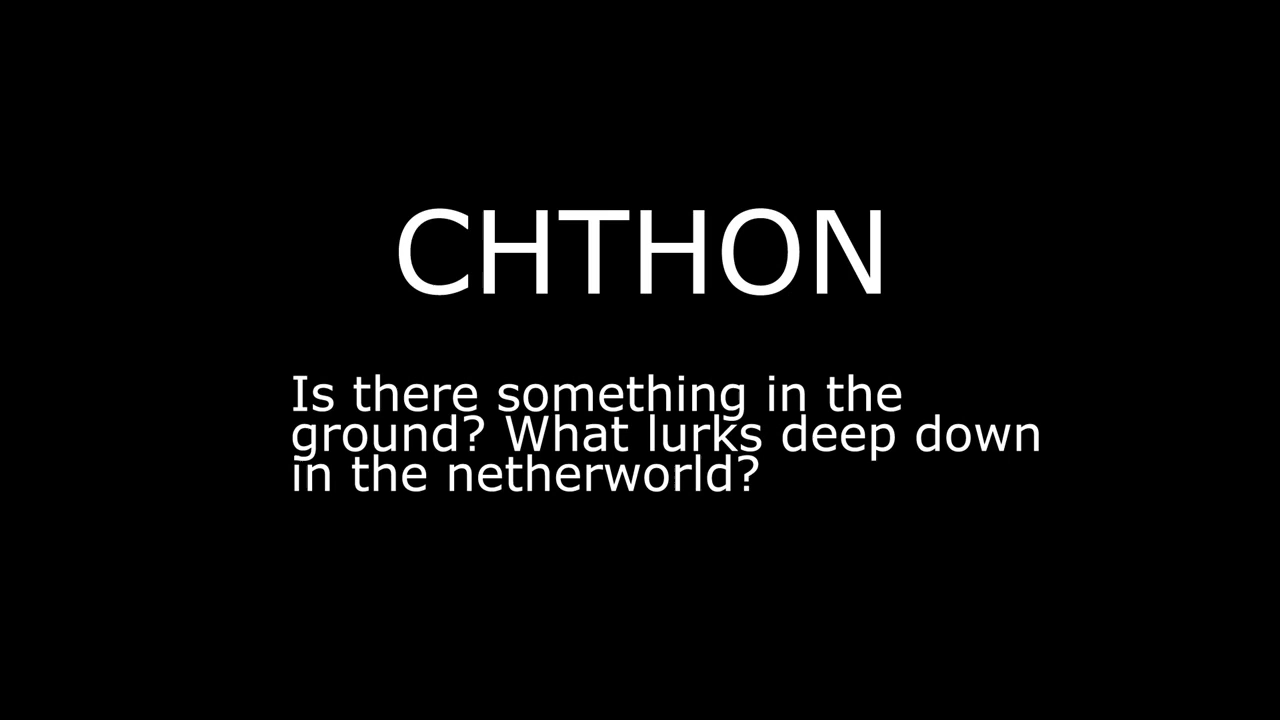 CHTHON
Is there something in the
ground? What lurks deep down
in the netherworld?